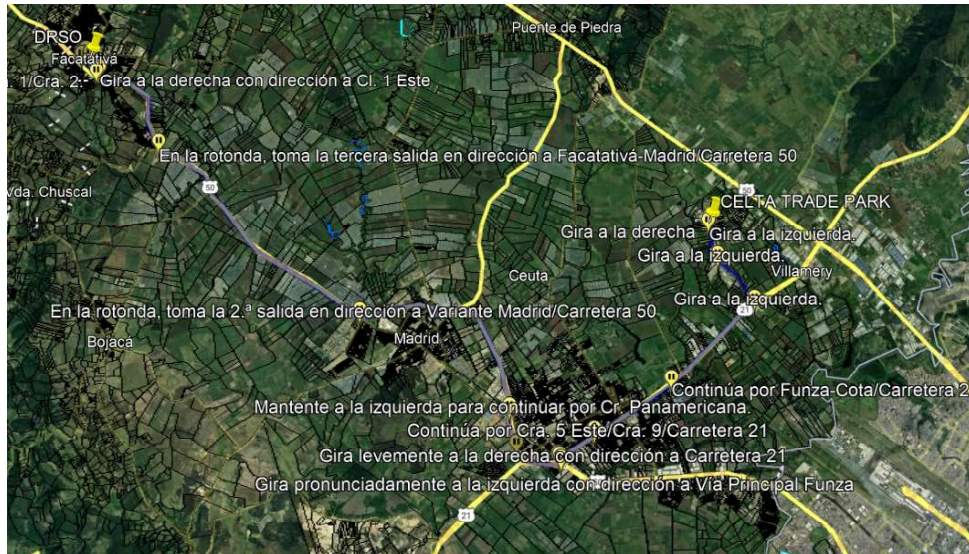 Puente de Piedra
DRSO
Facatativá
1/Cra. 2.
Gira a la derecha con dirección a Cl. 1 Este
En la rotonda, toma la tercera salida en dirección a Facatativá-Madrid/Carretera 50
50
50
Vda. Chuscal
CELTA TRADE PARK
Gira a la derecha
Gira a la izquierda.
Gira a la izquierda.
Ceuta
Villamery
Gira a la izquierda.
En la rotonda, toma la 2.ª salida en dirección a Variante Madrid/Carretera 50
21
Bojacá
Madrid
Continúa por Funza-Cota/Carretera 2
Mantente a la izquierda para continuar por Cr. Panamericana.
Continúa por Cra. 5 Este/Cra. 9/Carretera 21
Gira levemente a la derecha con dirección a Carretera 21
Gira pronunciadamente a la izquierda con dirección a Vía Principal Funza
21